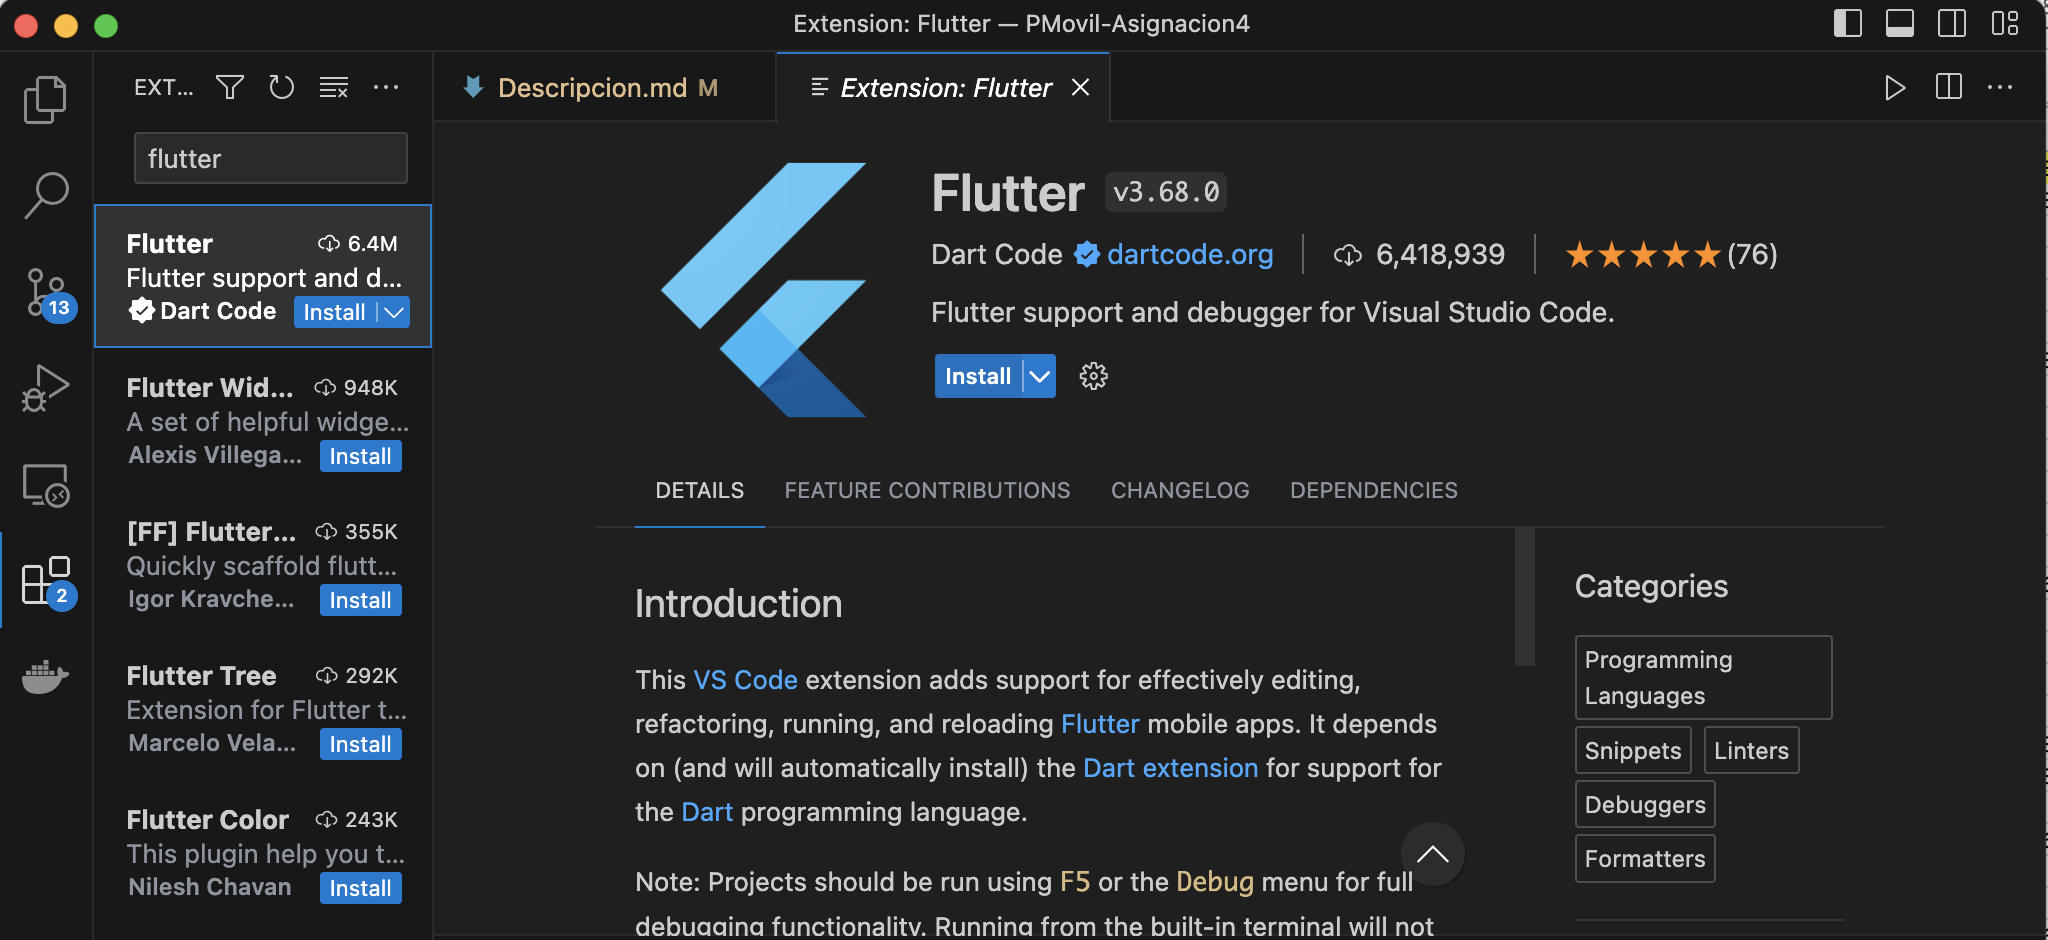 Extension: Flutter — PMovil-Asignacion4
EXT...
flutter
Flutter 6.4M
Flutter support and d...
Dart Code Install
Flutter Wid... 948K
A set of helpful widge...
Alexis Villega... Install
[FF] Flutter... 355K
Quickly scaffold flutt...
Igor Kravche... Install
Flutter Tree 292K
Extension for Flutter t...
Marcelo Vela... Install
Flutter Color 243K
This plugin help you t...
Nilesh Chavan Install
13
2
Descripcion.md M
Extension: Flutter
Flutter v3.68.0
Dart Code dartcode.org 6,418,939 (76)
Flutter support and debugger for Visual Studio Code.
Install
DETAILS FEATURE CONTRIBUTIONS CHANGELOG DEPENDENCIES
Introduction
This VS Code extension adds support for effectively editing,
refactoring, running, and reloading Flutter mobile apps. It depends
on (and will automatically install) the Dart extension for support for
the Dart programming language.
Note: Projects should be run using F5 or the Debug menu for full
debugging functionality. Running from the built-in terminal will not
Categories
Programming
Languages
Snippets Linters
Debuggers
Formatters